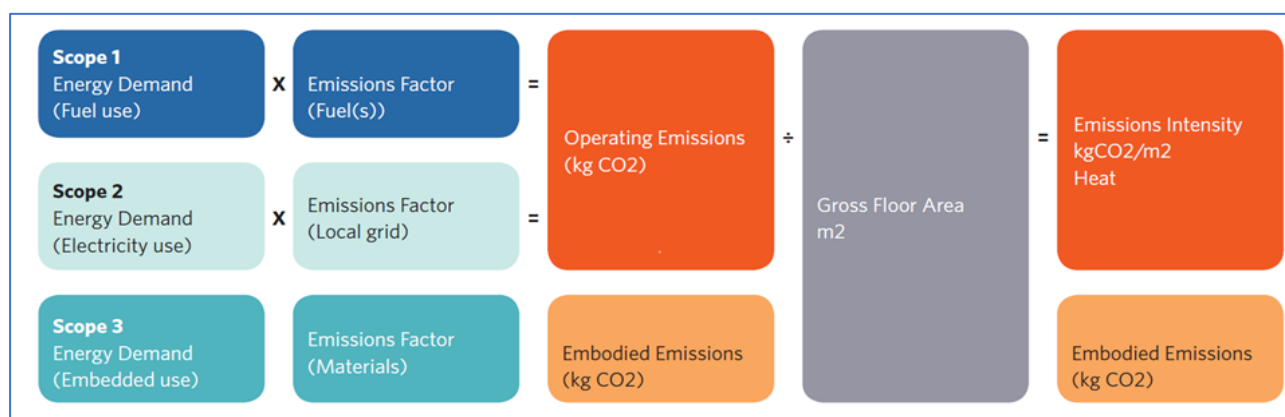 Scope 1
Energy Demand
(Fuel use)
X
Emissions Factor
(Fuel(s))
=
Operating Emissions
(kg CO2)
÷
Gross Floor Area
m2
=
Emissions Intensity
kgCO2/m2
Heat
Scope 2
Energy Demand
(Electricity use)
X
Emissions Factor
(Local grid)
=
Scope 3
Energy Demand
(Embedded use)
Emissions Factor
(Materials)
Embodied Emissions
(kg CO2)
Embodied Emissions
(kg CO2)